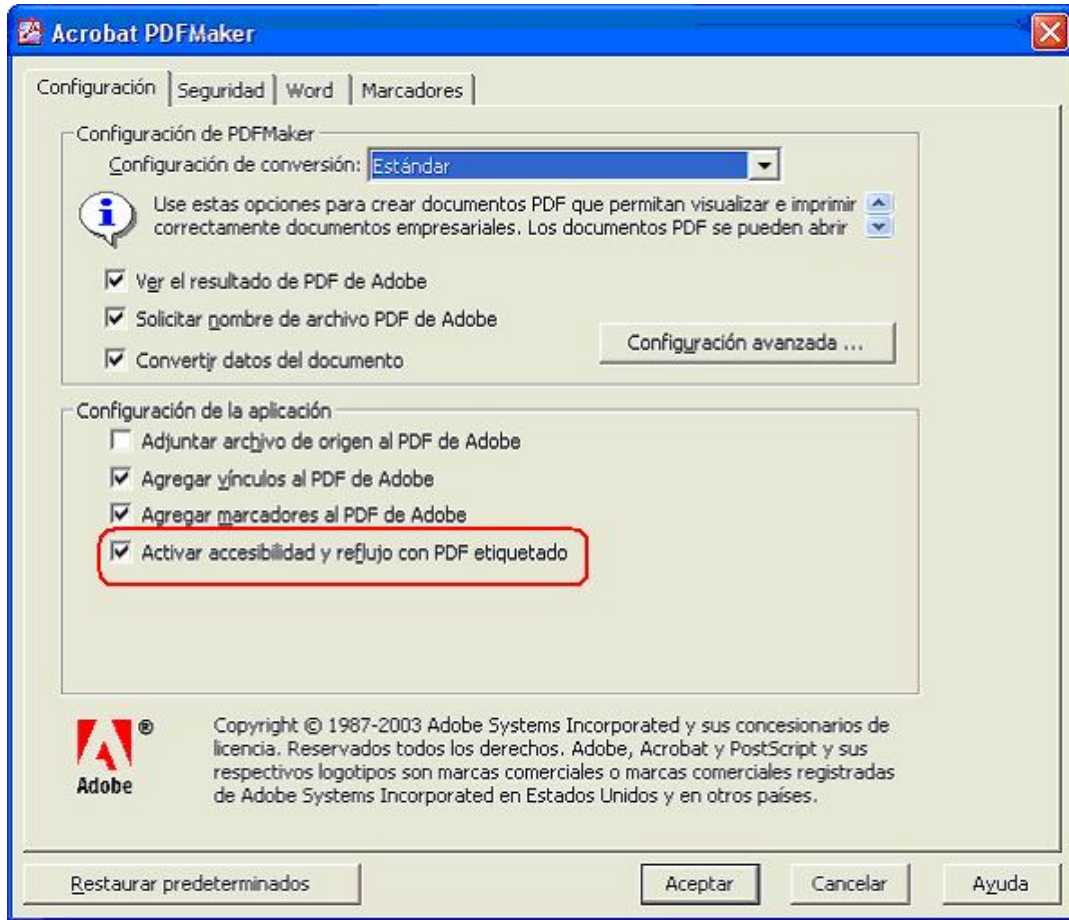 Acrobat PDFMaker
Configuración
Seguridad
Word
Marcadores
Configuración de PDFMaker
Configuración de conversión:
Estándar
Use estas opciones para crear documentos PDF que permitan visualizar e imprimir
correctamente documentos empresariales. Los documentos PDF se pueden abrir
Ver el resultado de PDF de Adobe
Solicitar nombre de archivo PDF de Adobe
Convertir datos del documento
Configuración avanzada ...
Configuración de la aplicación
Adjuntar archivo de origen al PDF de Adobe
Agregar vínculos al PDF de Adobe
Agregar marcadores al PDF de Adobe
Activar accesibilidad y reflujo con PDF etiquetado
Adobe
®
Copyright © 1987-2003 Adobe Systems Incorporated y sus concesionarios de
licencia. Reservados todos los derechos. Adobe, Acrobat y PostScript y sus
respectivos logotipos son marcas comerciales o marcas comerciales registradas
de Adobe Systems Incorporated en Estados Unidos y en otros países.
Restaurar predeterminados
Aceptar
Cancelar
Ayuda